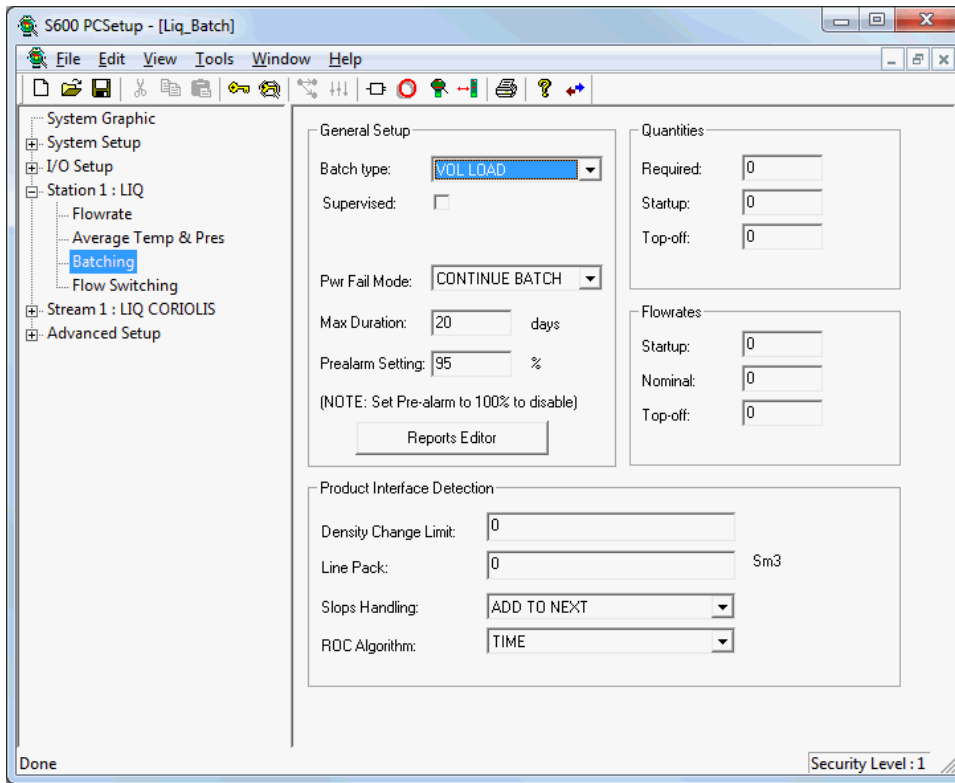 S600 PCSetup - [Liq_Batch]
File Edit View Tools Window Help
System Graphic
System Setup
I/O Setup
Station 1 : LIQ
Flowrate
Average Temp & Pres
Batching
Flow Switching
Stream 1 : LIQ CORIOLIS
Advanced Setup
General Setup
Batch type: VOL LOAD
Supervised:
Pwr Fail Mode: CONTINUE BATCH
Max Duration: 20 days
Prealarm Setting: 95 %
(NOTE: Set Pre-alarm to 100% to disable)
Reports Editor
Quantities
Required: 0
Startup: 0
Top-off: 0
Flowrates
Startup: 0
Nominal: 0
Top-off: 0
Product Interface Detection
Density Change Limit: 0
Line Pack: 0 Sm3
Slops Handling: ADD TO NEXT
ROC Algorithm: TIME
Done
Security Level : 1